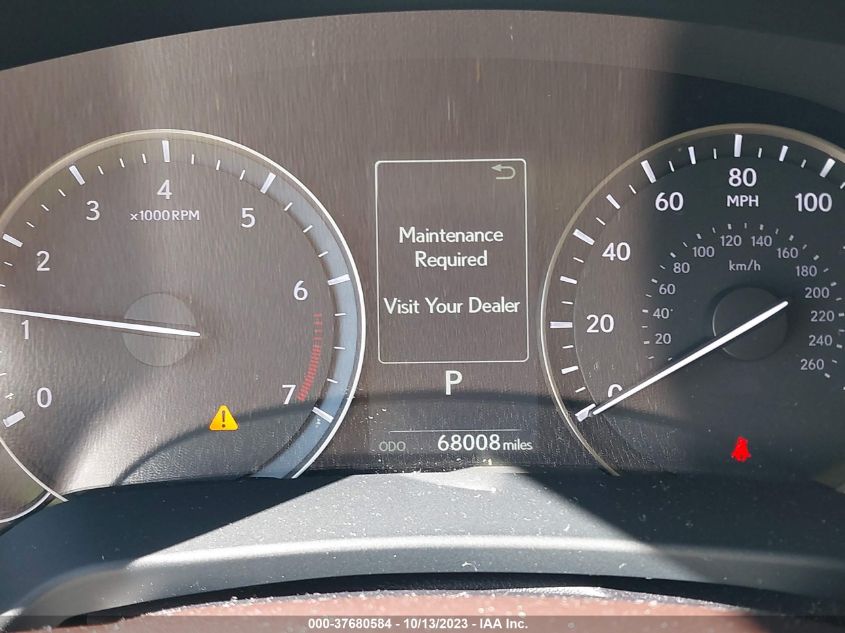 4
3
x1000RPM
5
2
6
1
0
7
Maintenance
Required
Visit Your Dealer
P
ODO 68008 miles
80
60
MPH
100
40
120 140
100
160
80
km/h
180
60
200
20
40
220
20
240
260
0
000-37680584 - 10/13/2023 - IAA Inc.